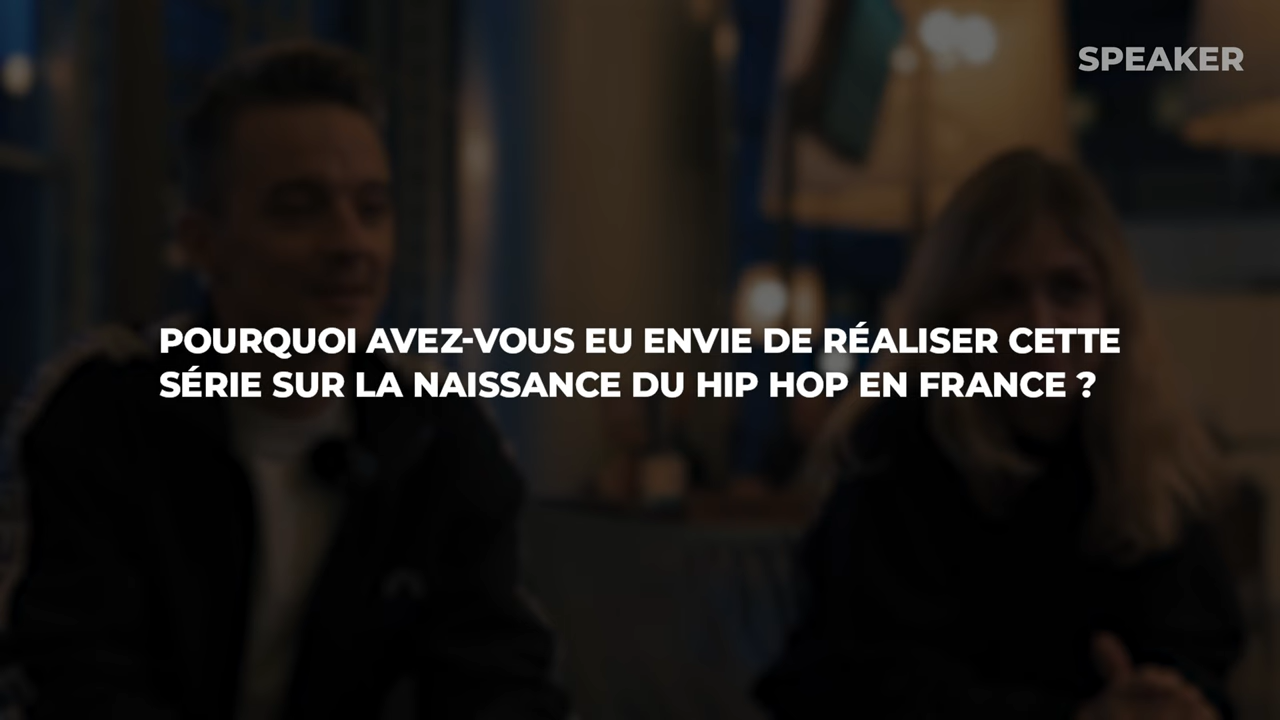 SPEAKER
POURQUOI AVEZ-VOUS EU ENVIE DE RÉALISER CETTE
SÉRIE SUR LA NAISSANCE DU HIP HOP EN FRANCE ?